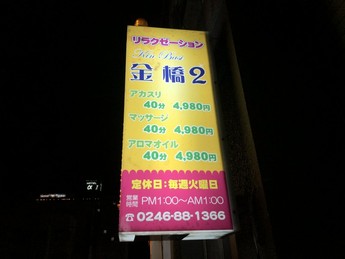 リラクゼーション
金橋2
アカスリ
40分 4,980円
マッサージ
40分 4,980円
アロマオイル
40分 4,980円
定休日:毎週火曜日
営業時間 PM1:00〜AM1:00
☎0246-88-1366